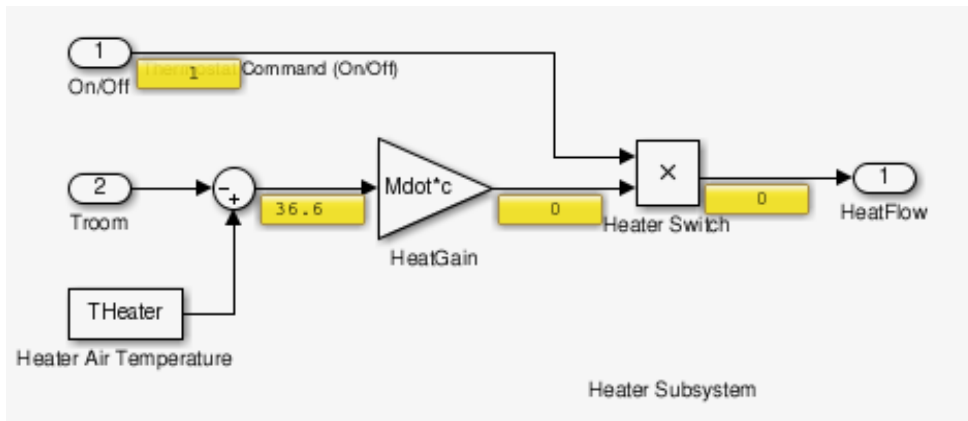 1
On/Off
1
Thermostat Command (On/Off)
2
Troom
-
+
36.6
Mdot*c
HeatGain
0
×
Heater Switch
0
1
HeatFlow
THeater
Heater Air Temperature
Heater Subsystem